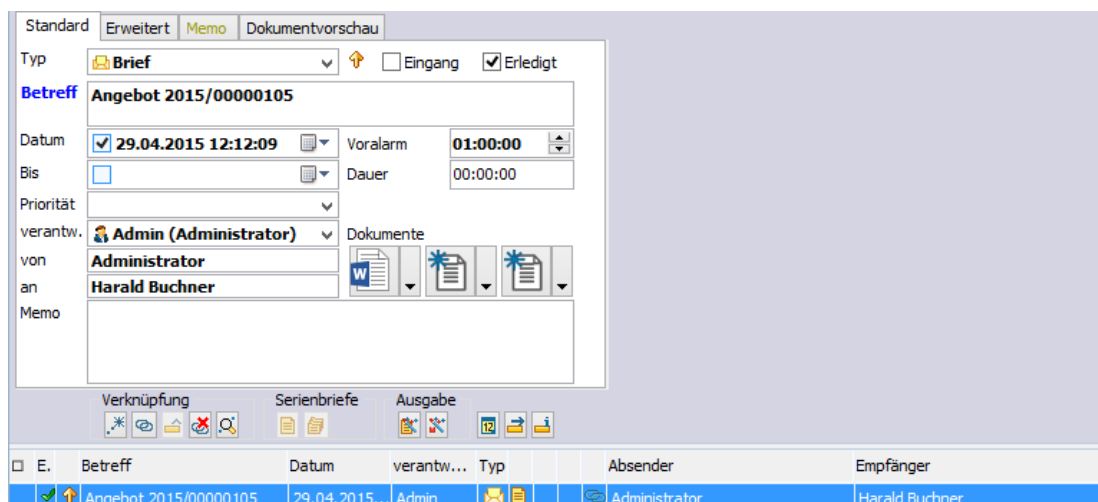 Standard Erweitert Memo Dokumentvorschau
Typ Brief Eingang Erledigt
Betreff Angebot 2015/00000105
Datum 29.04.2015 12:12:09 Voralarm 01:00:00
Bis Dauer 00:00:00
Priorität
verantw. Admin (Administrator) Dokumente
von Administrator
an Harald Buchner
Memo
Verknüpfung Serienbriefe Ausgabe
12
E. Betreff Datum verantw... Typ Absender Empfänger
Angebot 2015/00000105 29.04.2015... Admin Administrator Harald Buchner